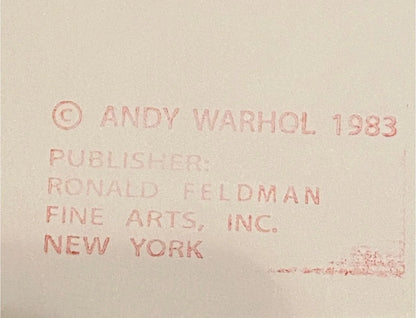 © ANDY WARHOL 1983
PUBLISHER:
RONALD FELDMAN
FINE ARTS, INC.
NEW YORK